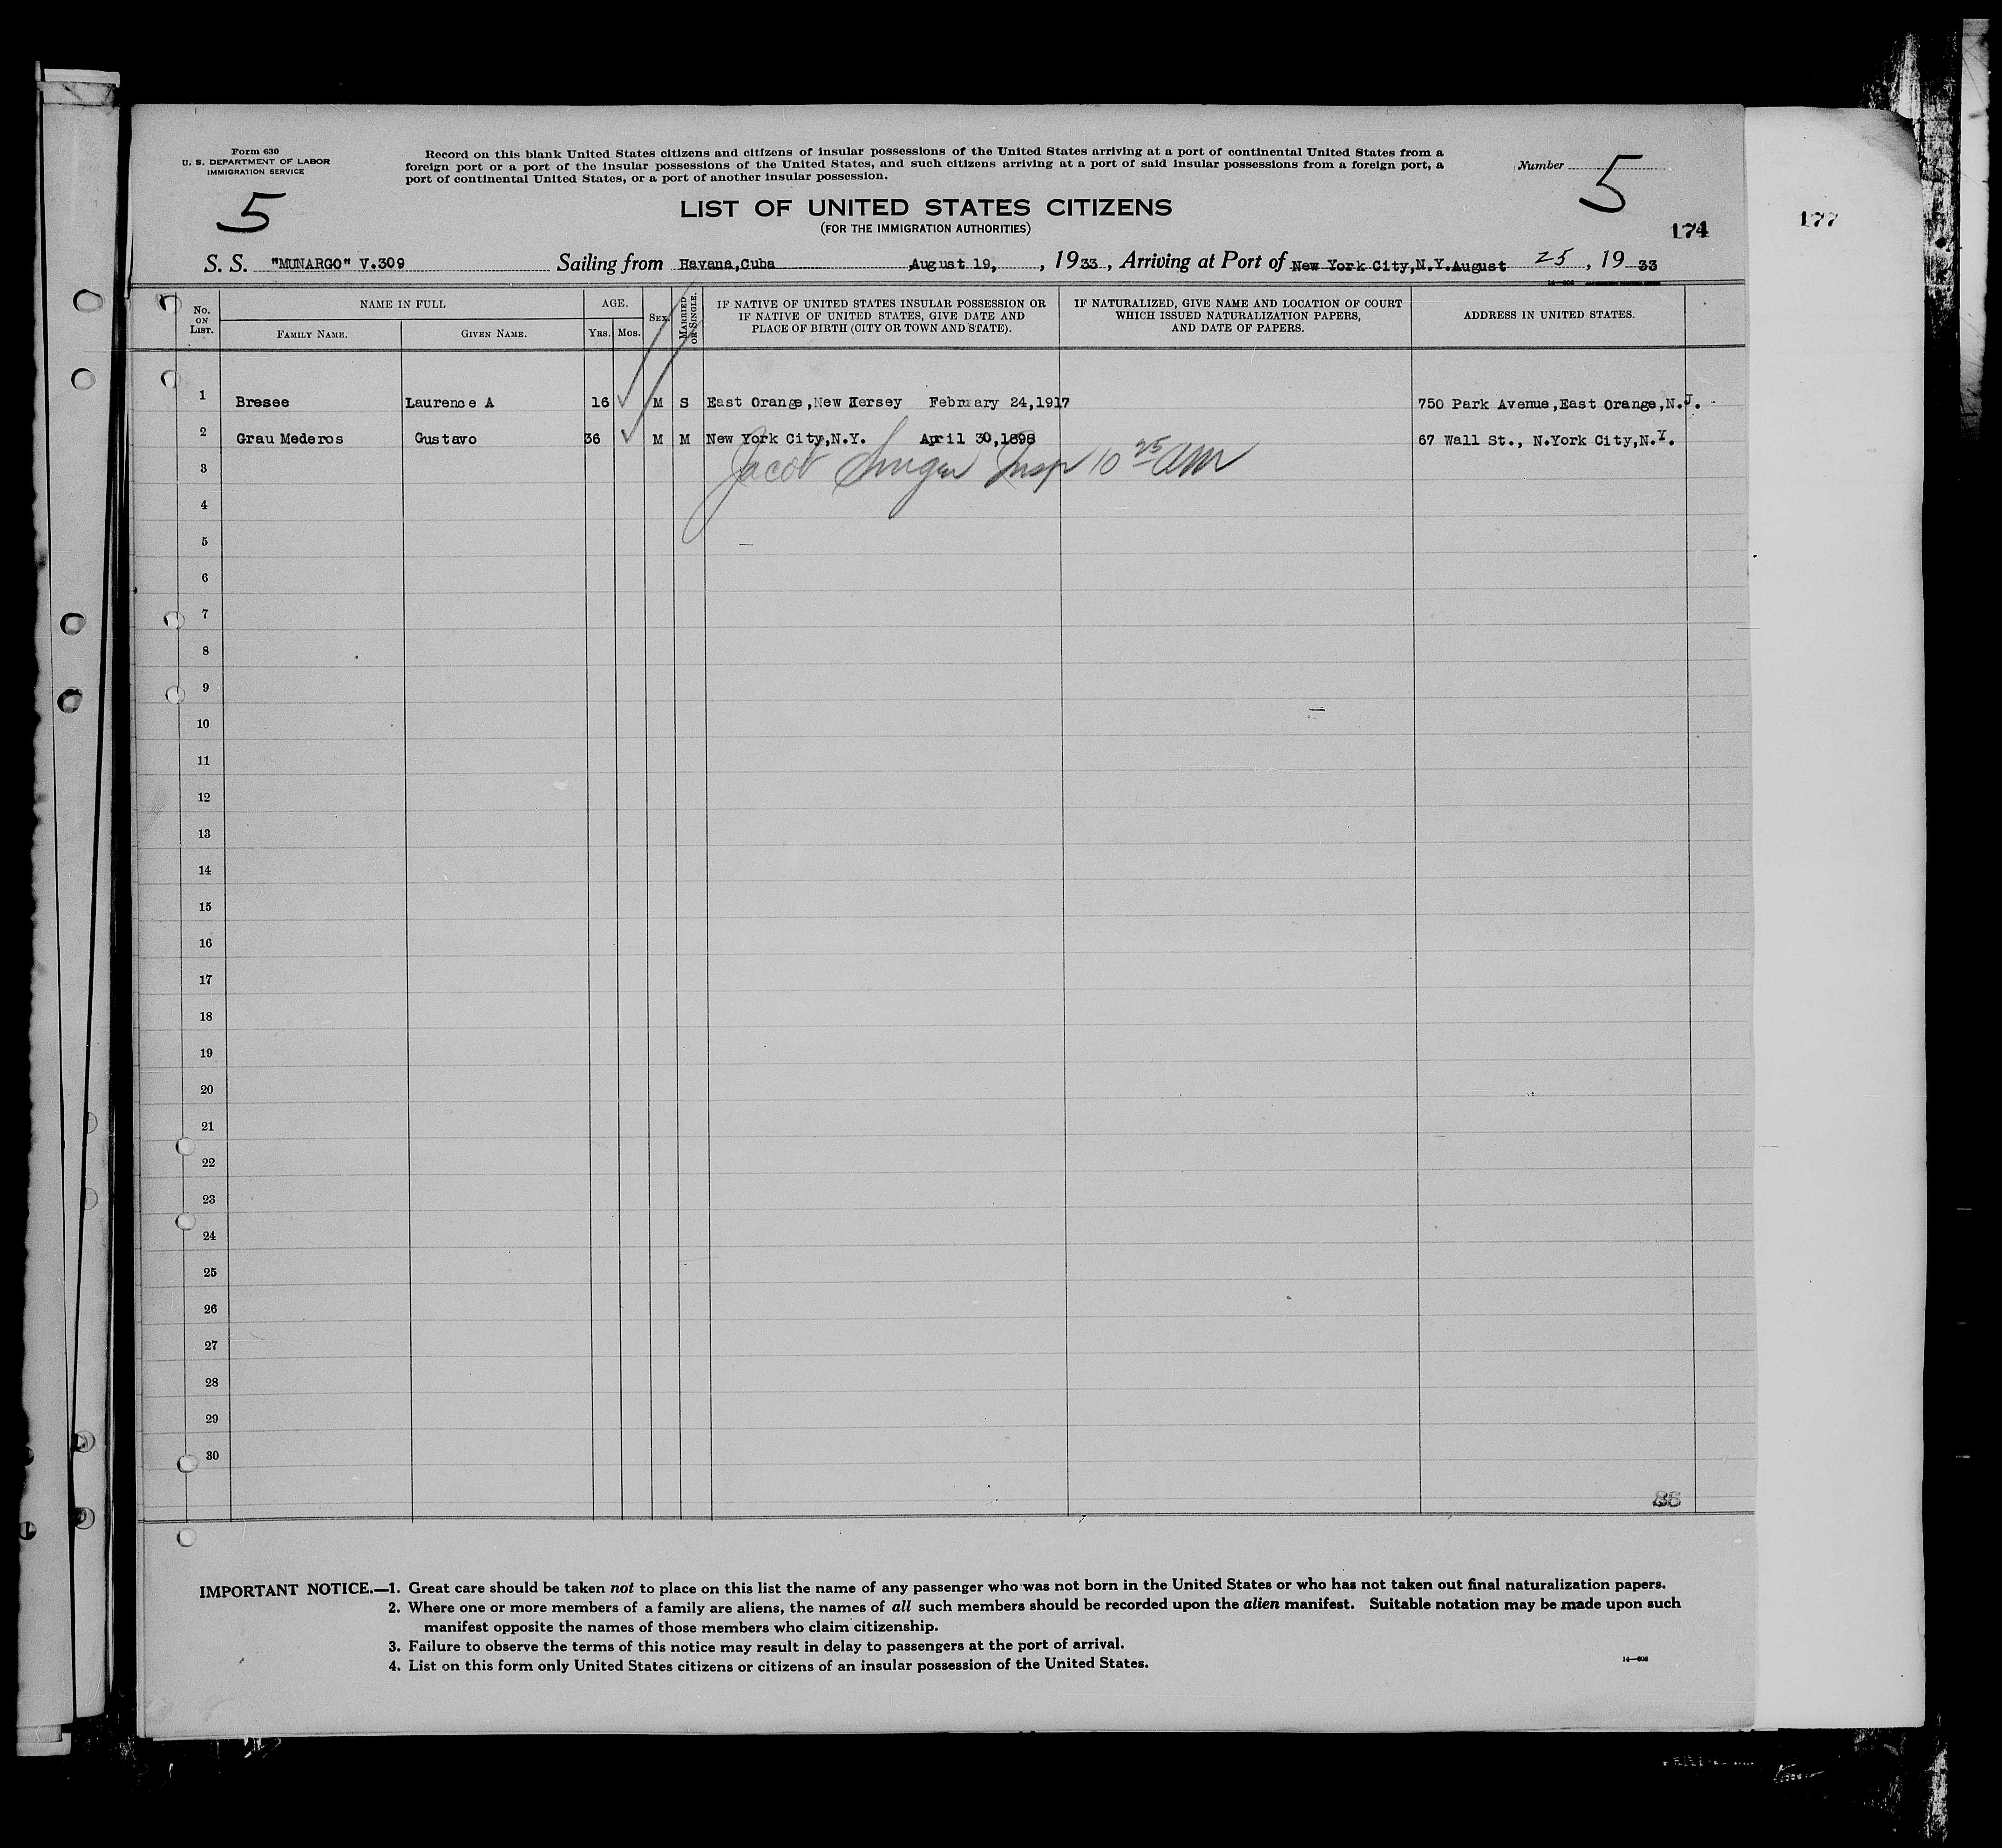 Form 630
U. S. DEPARTMENT OF LABOR
IMMIGRATION SERVICE
Record on this blank United States citizens and citizens of insular possessions of the United States arriving at a port of continental United States from a
foreign port or a port of the insular possessions of the United States, and such citizens arriving at a port of said insular possessions from a foreign port, a
port of continental United States, or a port of another insular possession.
Number 5
5
LIST OF UNITED STATES CITIZENS
(FOR THE IMMIGRATION AUTHORITIES)
174
177
S. S. "MUNARGO" V.309 Sailing from Havana,Cuba August 19, , 1933 , Arriving at Port of New York City,N.Y.August 25 , 19 33
No. ON LIST. NAME IN FULL AGE. SEX. MARRIED OR SINGLE. IF NATIVE OF UNITED STATES INSULAR POSSESSION OR IF NATIVE OF UNITED STATES, GIVE DATE AND PLACE OF BIRTH (CITY OR TOWN AND STATE). IF NATURALIZED, GIVE NAME AND LOCATION OF COURT WHICH ISSUED NATURALIZATION PAPERS, AND DATE OF PAPERS. ADDRESS IN UNITED STATES.
FAMILY NAME. GIVEN NAME. YRS. MOS.
1 Bresee Laurence A 16 M S East Orange,New Jersey February 24,1917 750 Park Avenue,East Orange,N.J.
2 Grau Mederos Gustavo 36 M M New York City,N.Y. April 30,1898 67 Wall St., N.York City,N.Y.
3 Jacob Insp 10 25 AM
4
5
6
7
8
9
10
11
12
13
14
15
16
17
18
19
20
21
22
23
24
25
26
27
28
29
30
IMPORTANT NOTICE.—1. Great care should be taken not to place on this list the name of any passenger who was not born in the United States or who has not taken out final naturalization papers.
2. Where one or more members of a family are aliens, the names of all such members should be recorded upon the alien manifest. Suitable notation may be made upon such
manifest opposite the names of those members who claim citizenship.
3. Failure to observe the terms of this notice may result in delay to passengers at the port of arrival.
4. List on this form only United States citizens or citizens of an insular possession of the United States.